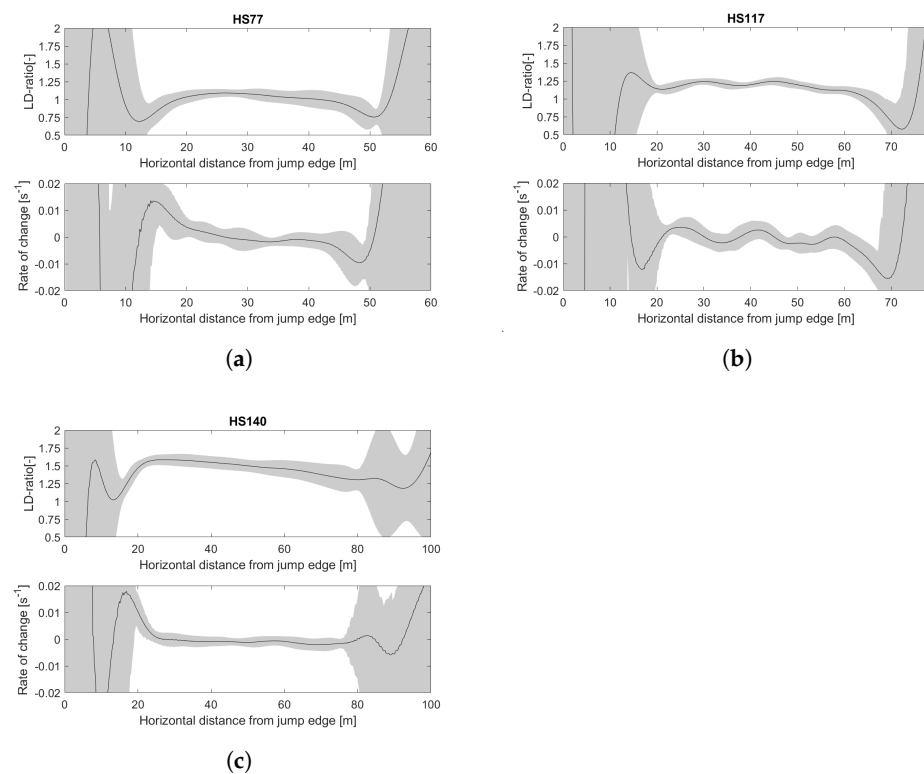 HS77
LD-ratio[-]
2
1.75
1.5
1.25
1
0.75
0.5
0 10 20 30 40 50 60
Horizontal distance from jump edge [m]
Rate of change [s-1]
0.02
0.01
0
-0.01
-0.02
0 10 20 30 40 50 60
Horizontal distance from jump edge [m]
(a)
HS117
LD-ratio[-]
2
1.75
1.5
1.25
1
0.75
0.5
0 10 20 30 40 50 60 70
Horizontal distance from jump edge [m]
Rate of change [s-1]
0.02
0.01
0
-0.01
-0.02
0 10 20 30 40 50 60 70
Horizontal distance from jump edge [m]
(b)
HS140
LD-ratio[-]
2
1.75
1.5
1.25
1
0.75
0.5
0 20 40 60 80 100
Horizontal distance from jump edge [m]
Rate of change [s-1]
0.02
0.01
0
-0.01
-0.02
0 20 40 60 80 100
Horizontal distance from jump edge [m]
(c)